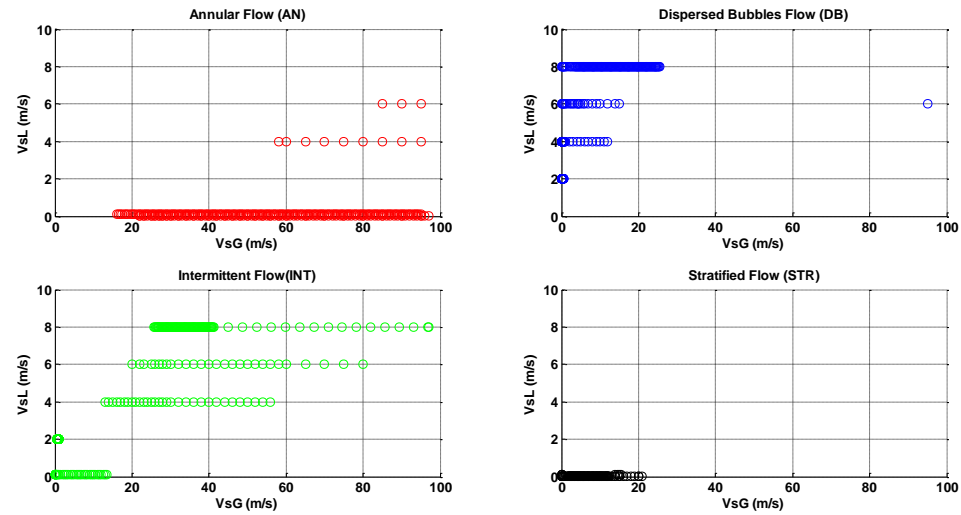 Annular Flow (AN)
10
8
6
4
2
0
0 20 40 60 80 100
VsL (m/s)
VsG (m/s)
Dispersed Bubbles Flow (DB)
10
8
6
4
2
0
0 20 40 60 80 100
VsL (m/s)
VsG (m/s)
Intermittent Flow(INT)
10
8
6
4
2
0
0 20 40 60 80 100
VsL (m/s)
VsG (m/s)
Stratified Flow (STR)
10
8
6
4
2
0
0 20 40 60 80 100
VsL (m/s)
VsG (m/s)